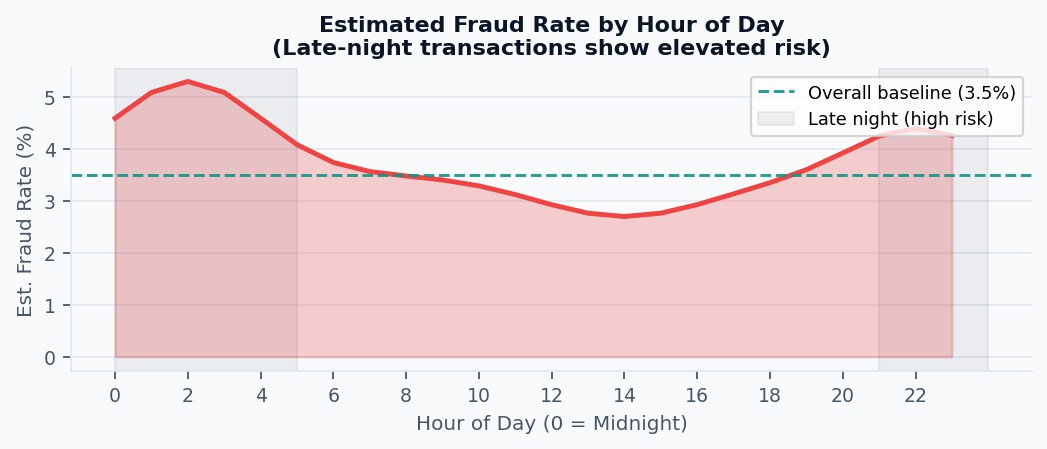 Estimated Fraud Rate by Hour of Day
(Late-night transactions show elevated risk)
Est. Fraud Rate (%)
5
4
3
2
1
0
Overall baseline (3.5%)
Late night (high risk)
0 2 4 6 8 10 12 14 16 18 20 22
Hour of Day (0 = Midnight)